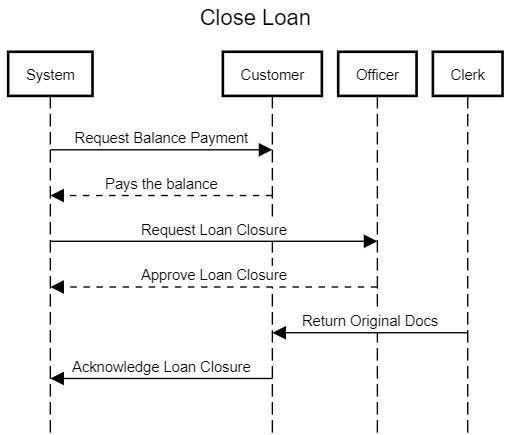 Close Loan
System
Customer
Officer
Clerk
Request Balance Payment
Pays the balance
Request Loan Closure
Approve Loan Closure
Return Original Docs
Acknowledge Loan Closure